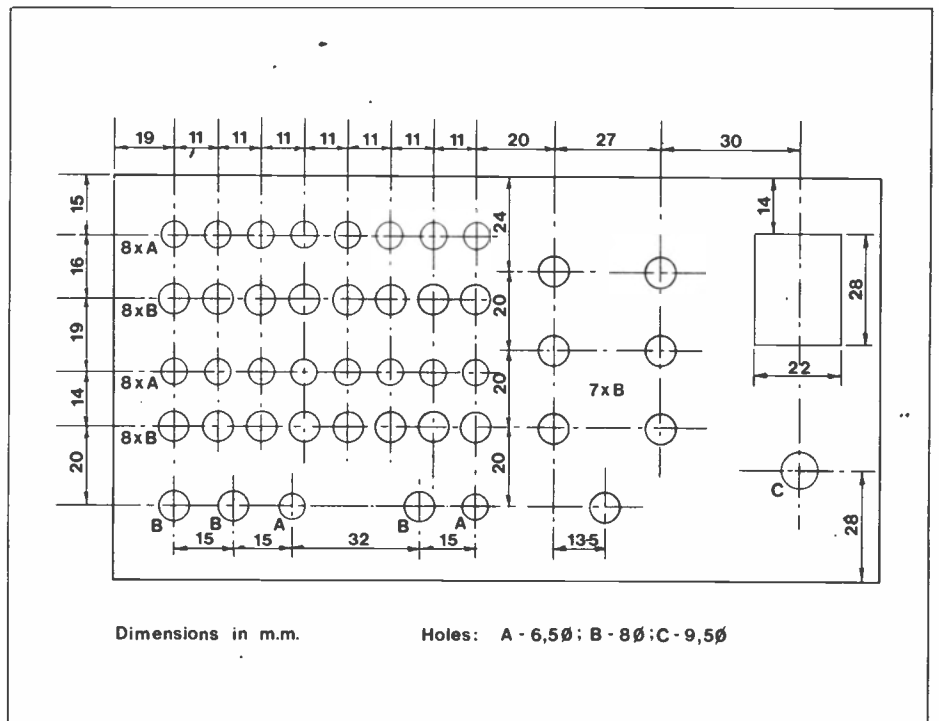 19 11 11 11 11 11 11 11 20 27 30
15
24
14
8xA
16
8xB
20
28
19
22
8xA
20
7xB
14
8xB
20
20
C
B B A B A
28
15 15 32 15 13·5
Dimensions in m.m. Holes: A - 6,5Ø; B - 8Ø; C - 9,5Ø